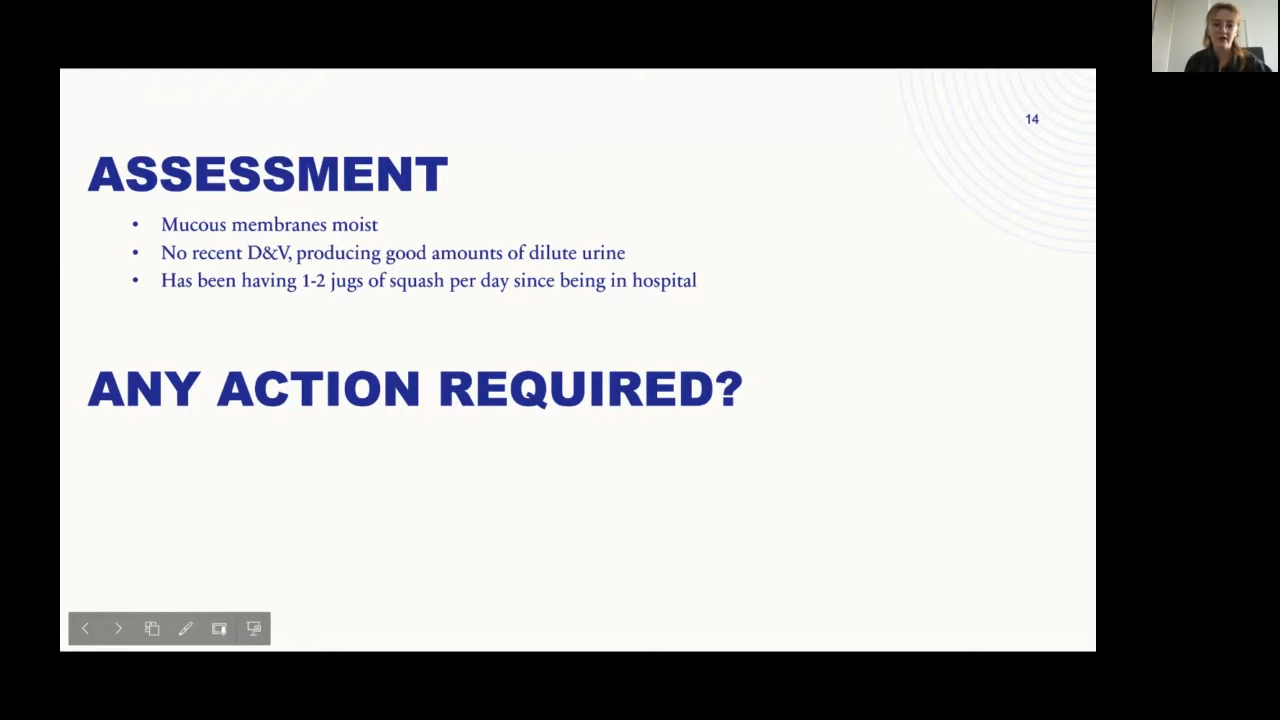 14
ASSESSMENT
• Mucous membranes moist
• No recent D&V, producing good amounts of dilute urine
• Has been having 1-2 jugs of squash per day since being in hospital
ANY ACTION REQUIRED?